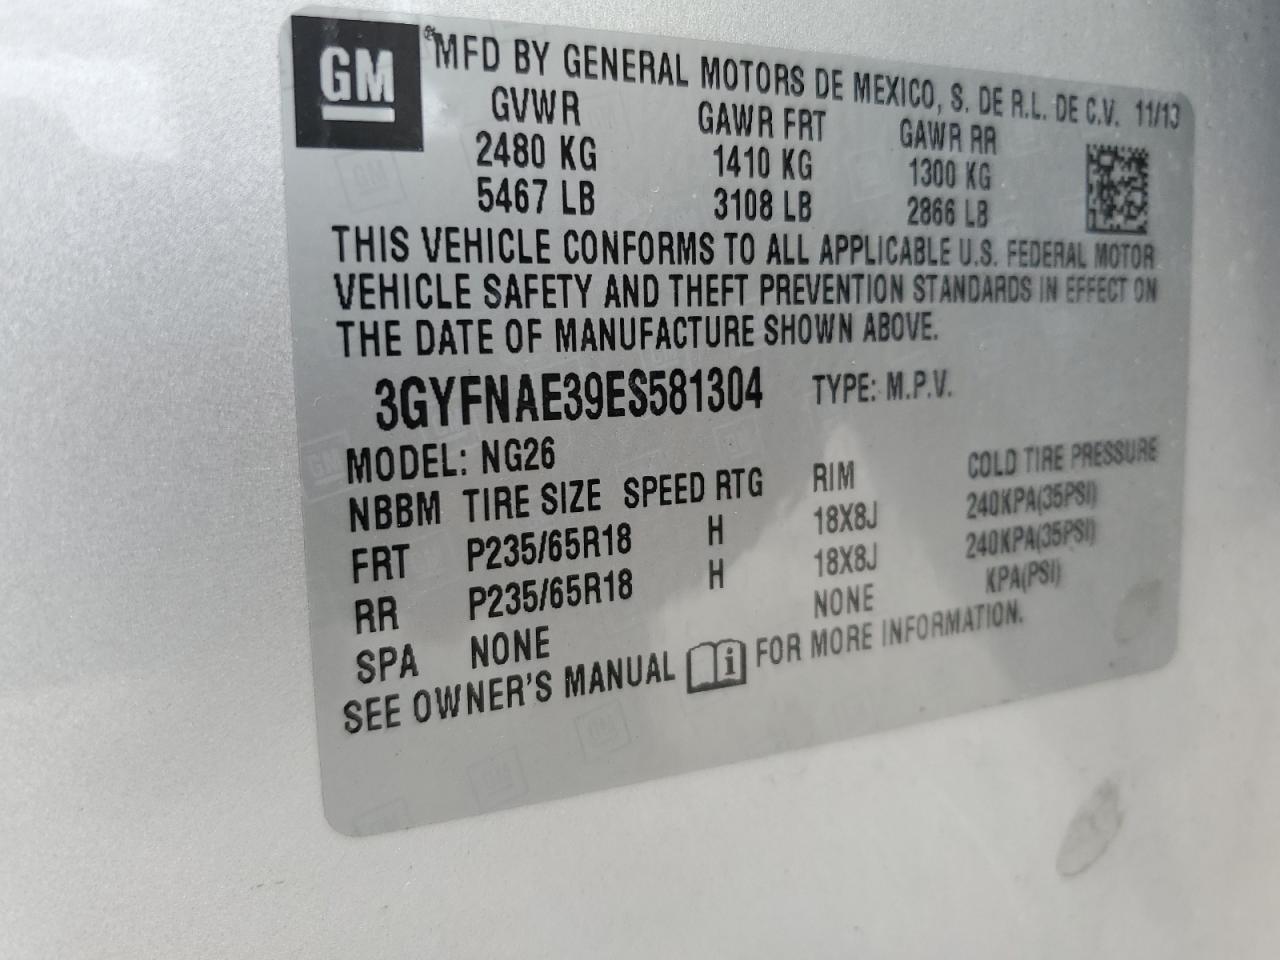 GM
MFD BY GENERAL MOTORS DE MEXICO, S. DE R.L. DE C.V. 11/13
GVWR GAWR FRT GAWR RR
2480 KG 1410 KG 1300 KG
5467 LB 3108 LB 2866 LB
THIS VEHICLE CONFORMS TO ALL APPLICABLE U.S. FEDERAL MOTOR
VEHICLE SAFETY AND THEFT PREVENTION STANDARDS IN EFFECT ON
THE DATE OF MANUFACTURE SHOWN ABOVE.
3GYFNAE39ES581304 TYPE: M.P.V.
MODEL: NG26
NBBM TIRE SIZE SPEED RTG RIM COLD TIRE PRESSURE
FRT P235/65R18 H 18X8J 240KPA(35PSI)
RR P235/65R18 H 18X8J 240KPA(35PSI)
SPA NONE NONE KPA(PSI)
SEE OWNER'S MANUAL i FOR MORE INFORMATION.